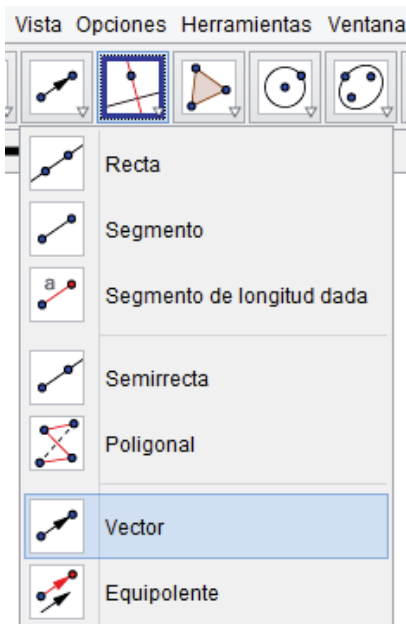 Vista Opciones Herramientas Ventana
Recta
Segmento
a
Segmento de longitud dada
Semirrecta
Poligonal
Vector
Equipolente